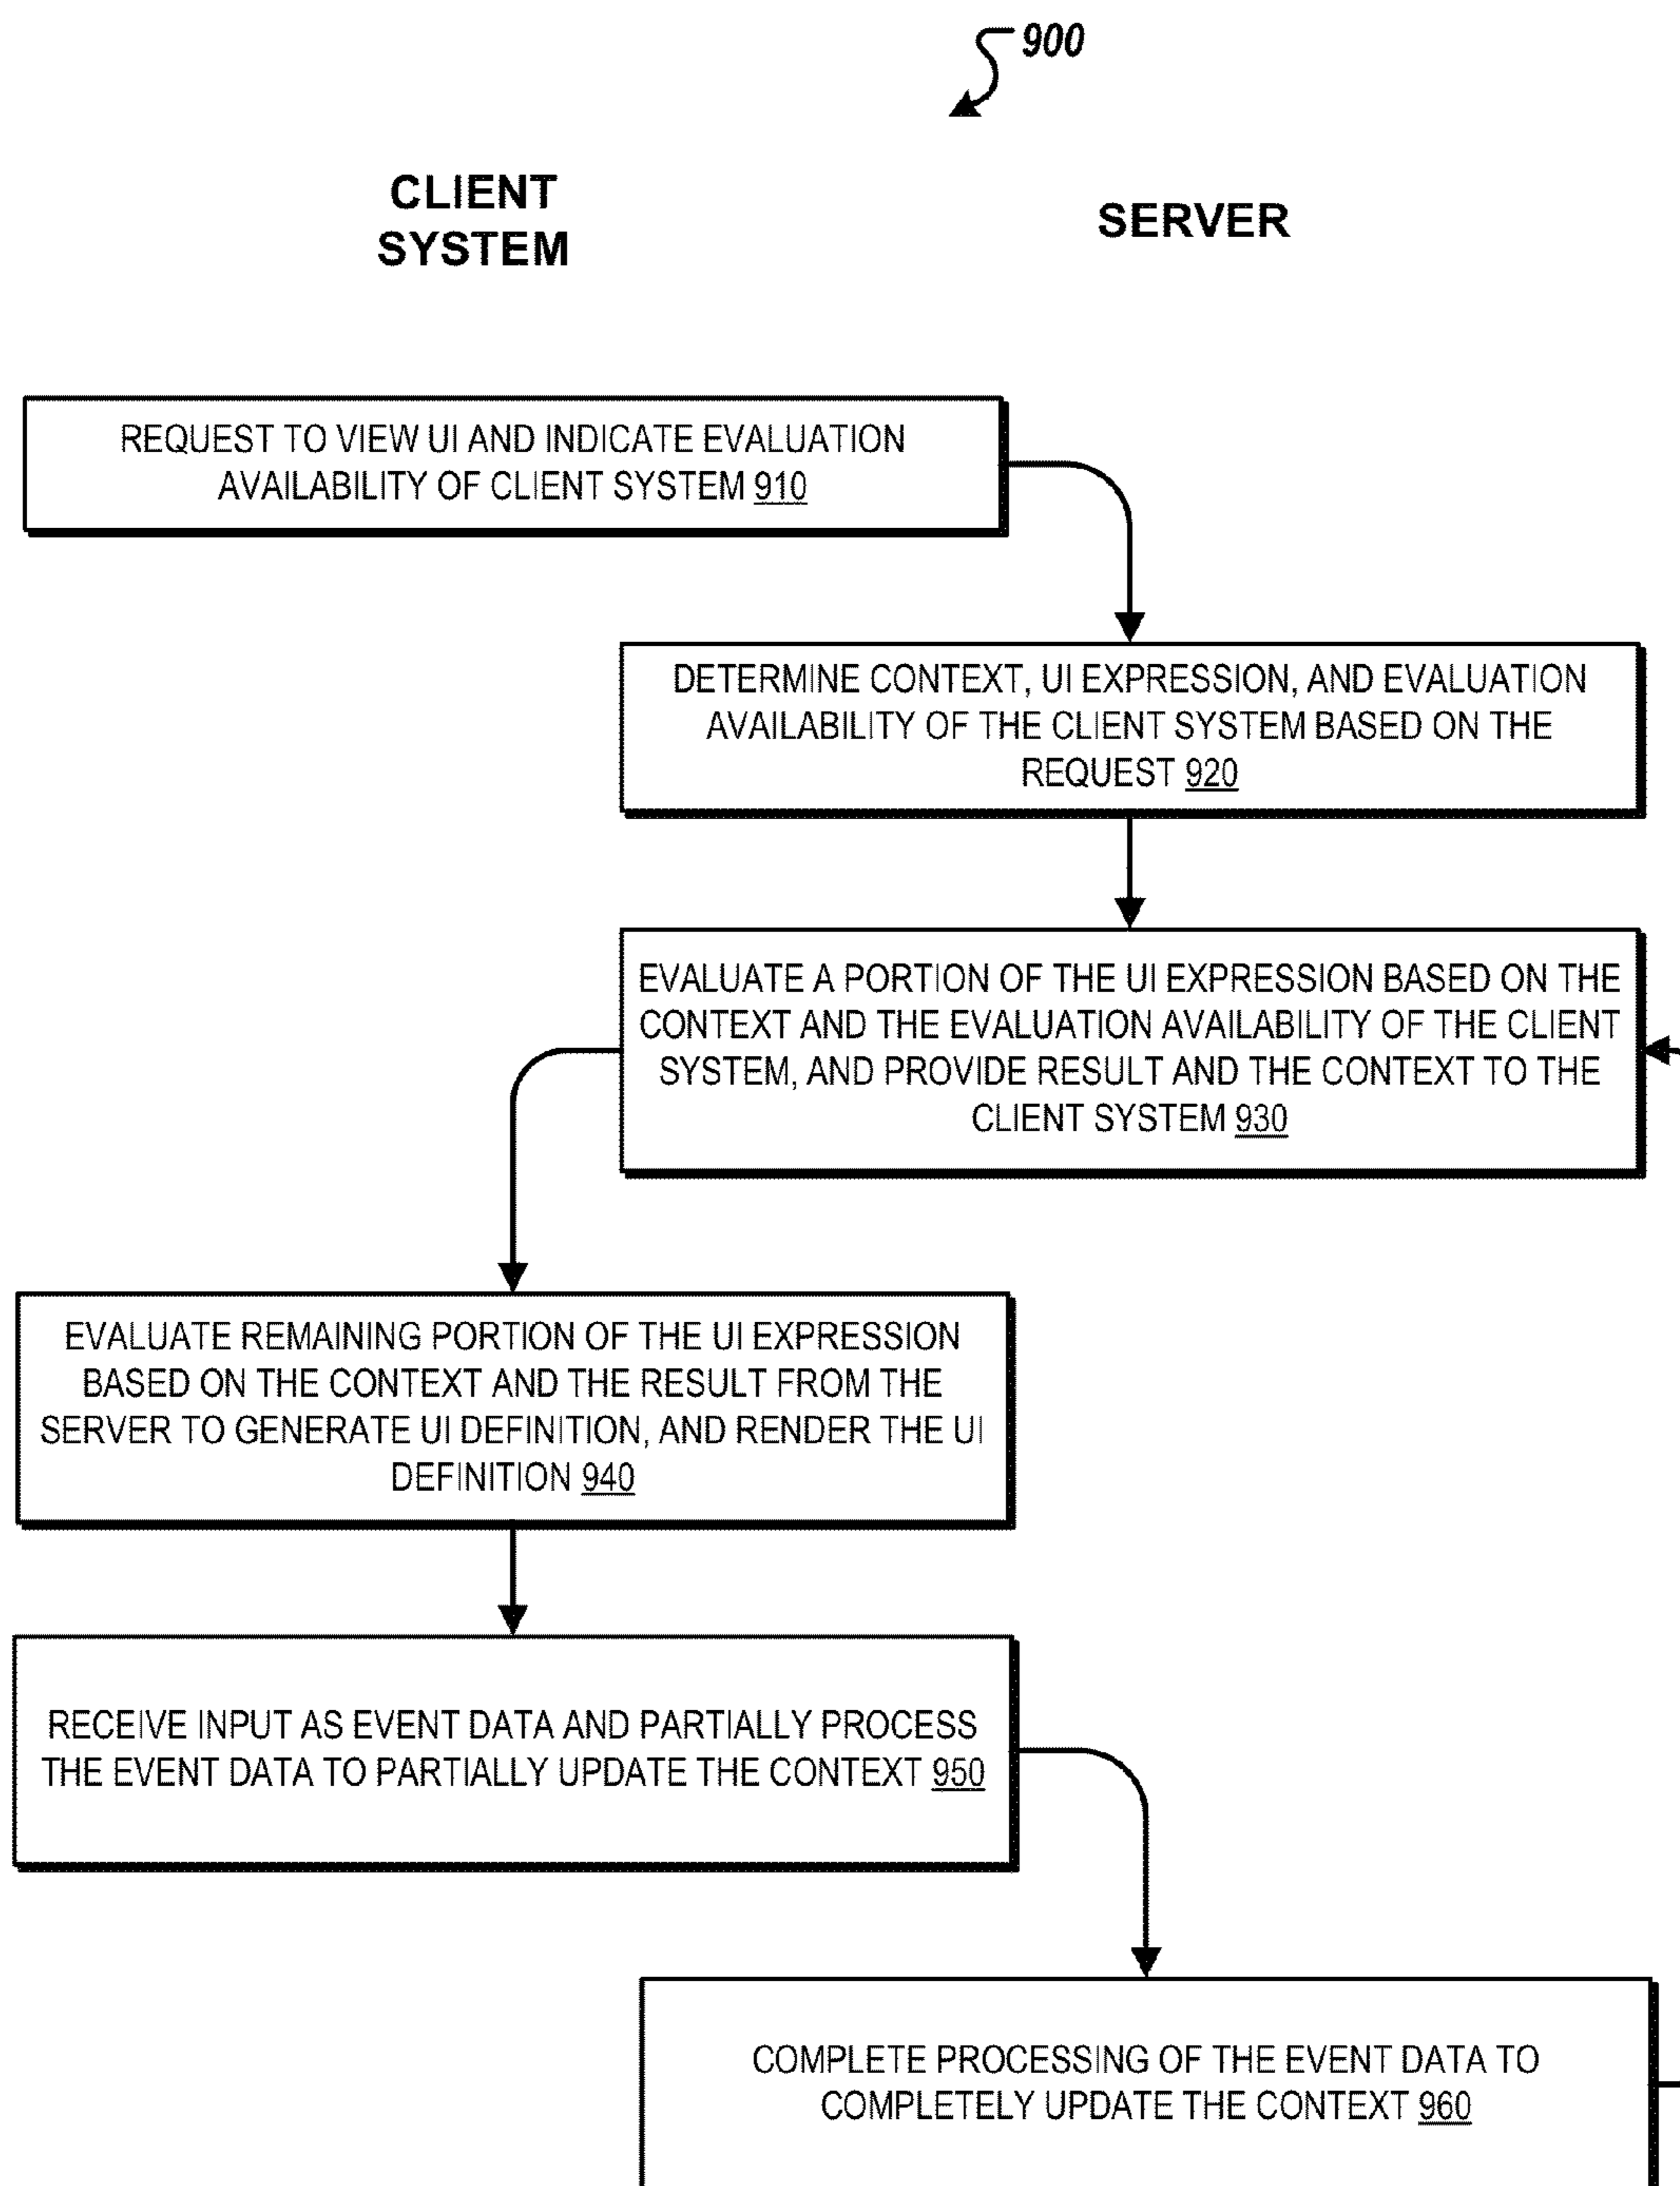 900
CLIENT
SYSTEM
SERVER
REQUEST TO VIEW UI AND INDICATE EVALUATION
AVAILABILITY OF CLIENT SYSTEM 910
DETERMINE CONTEXT, UI EXPRESSION, AND EVALUATION
AVAILABILITY OF THE CLIENT SYSTEM BASED ON THE
REQUEST 920
EVALUATE A PORTION OF THE UI EXPRESSION BASED ON THE
CONTEXT AND THE EVALUATION AVAILABILITY OF THE CLIENT
SYSTEM, AND PROVIDE RESULT AND THE CONTEXT TO THE
CLIENT SYSTEM 930
EVALUATE REMAINING PORTION OF THE UI EXPRESSION
BASED ON THE CONTEXT AND THE RESULT FROM THE
SERVER TO GENERATE UI DEFINITION, AND RENDER THE UI
DEFINITION 940
RECEIVE INPUT AS EVENT DATA AND PARTIALLY PROCESS
THE EVENT DATA TO PARTIALLY UPDATE THE CONTEXT 950
COMPLETE PROCESSING OF THE EVENT DATA TO
COMPLETELY UPDATE THE CONTEXT 960